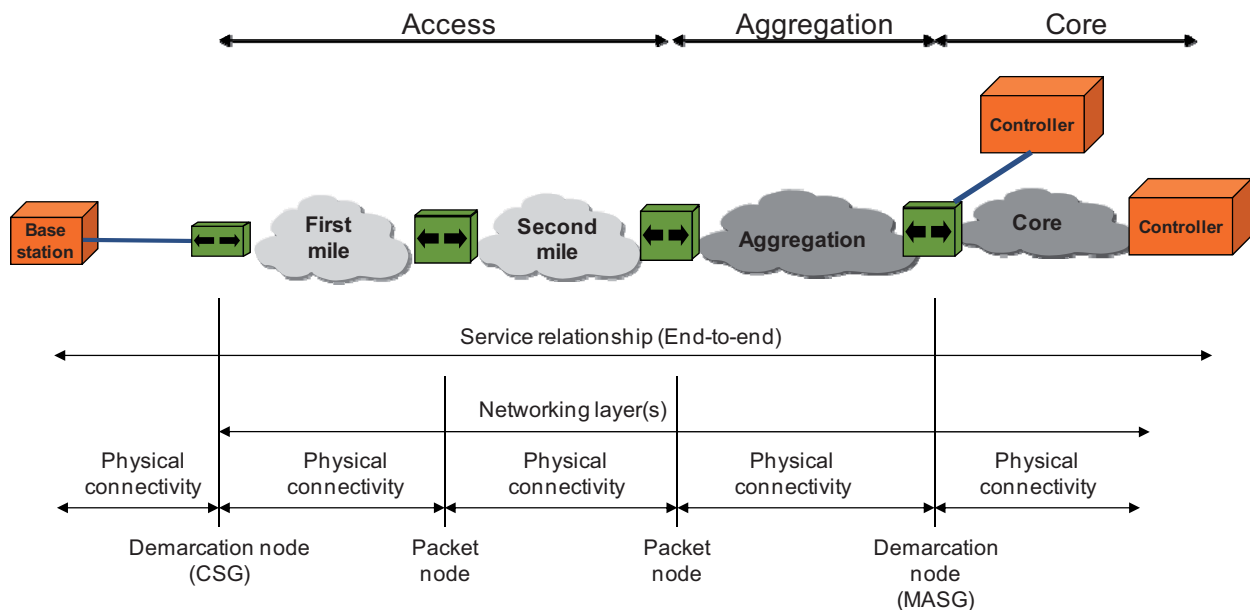 Access
Aggregation
Core
Controller
Base
station
First
mile
Second
mile
Aggregation
Core
Controller
Service relationship (End-to-end)
Networking layer(s)
Physical
connectivity
Physical
connectivity
Physical
connectivity
Physical
connectivity
Physical
connectivity
Demarcation node
(CSG)
Packet
node
Packet
node
Demarcation
node
(MASG)